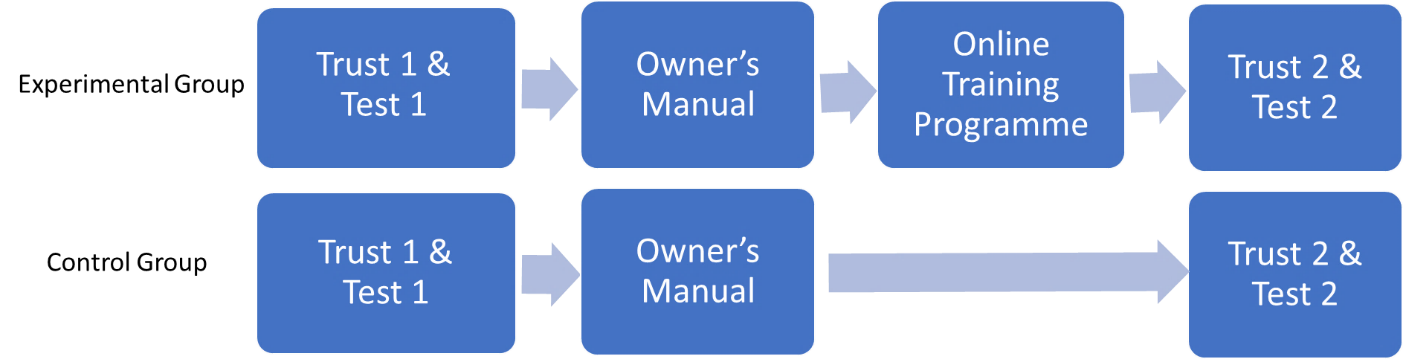 Experimental Group
Trust 1 &
Test 1
Owner's
Manual
Online
Training
Programme
Trust 2 &
Test 2
Control Group
Trust 1 &
Test 1
Owner's
Manual
Trust 2 &
Test 2